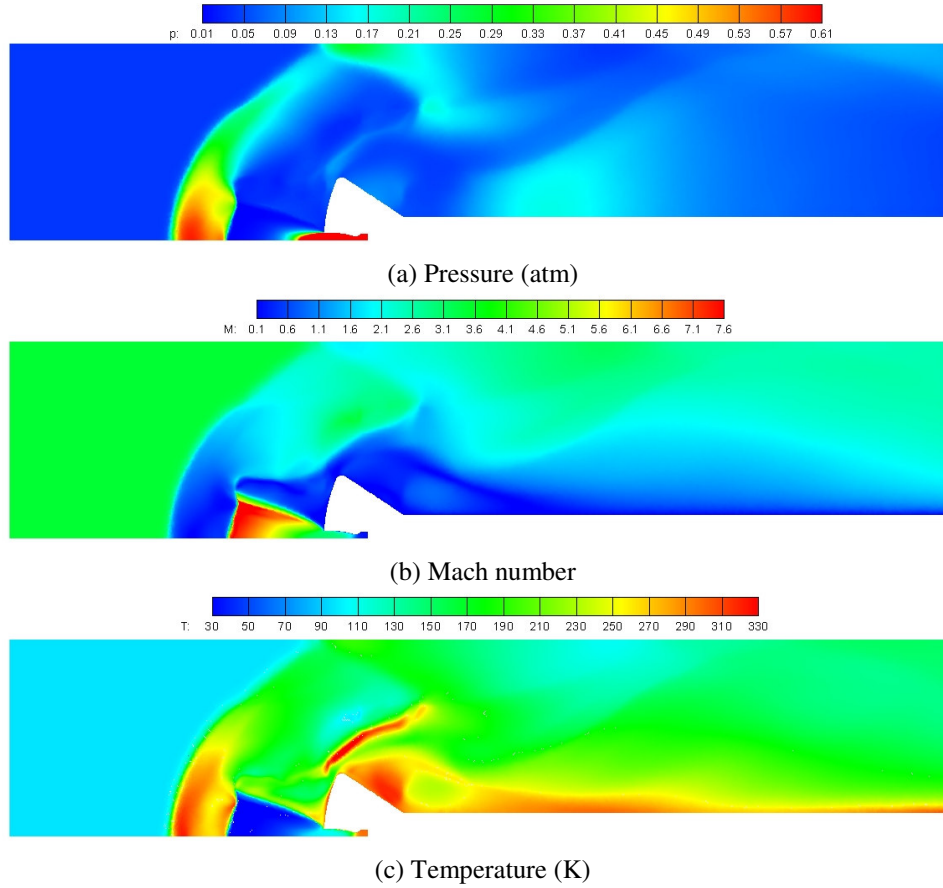 p: 0.01 0.05 0.09 0.13 0.17 0.21 0.25 0.29 0.33 0.37 0.41 0.45 0.49 0.53 0.57 0.61
(a) Pressure (atm)
M: 0.1 0.6 1.1 1.6 2.1 2.6 3.1 3.6 4.1 4.6 5.1 5.6 6.1 6.6 7.1 7.6
(b) Mach number
T: 30 50 70 90 110 130 150 170 190 210 230 250 270 290 310 330
(c) Temperature (K)